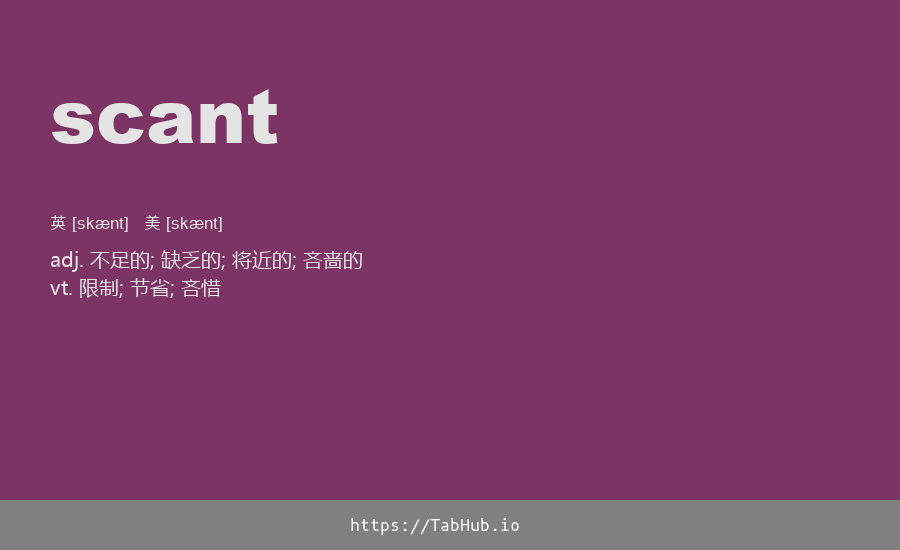 scant
英 [skænt] 美 [skænt]
adj. 不足的; 缺乏的; 将近的; 吝啬的
vt. 限制; 节省; 吝惜
https://TabHub.io